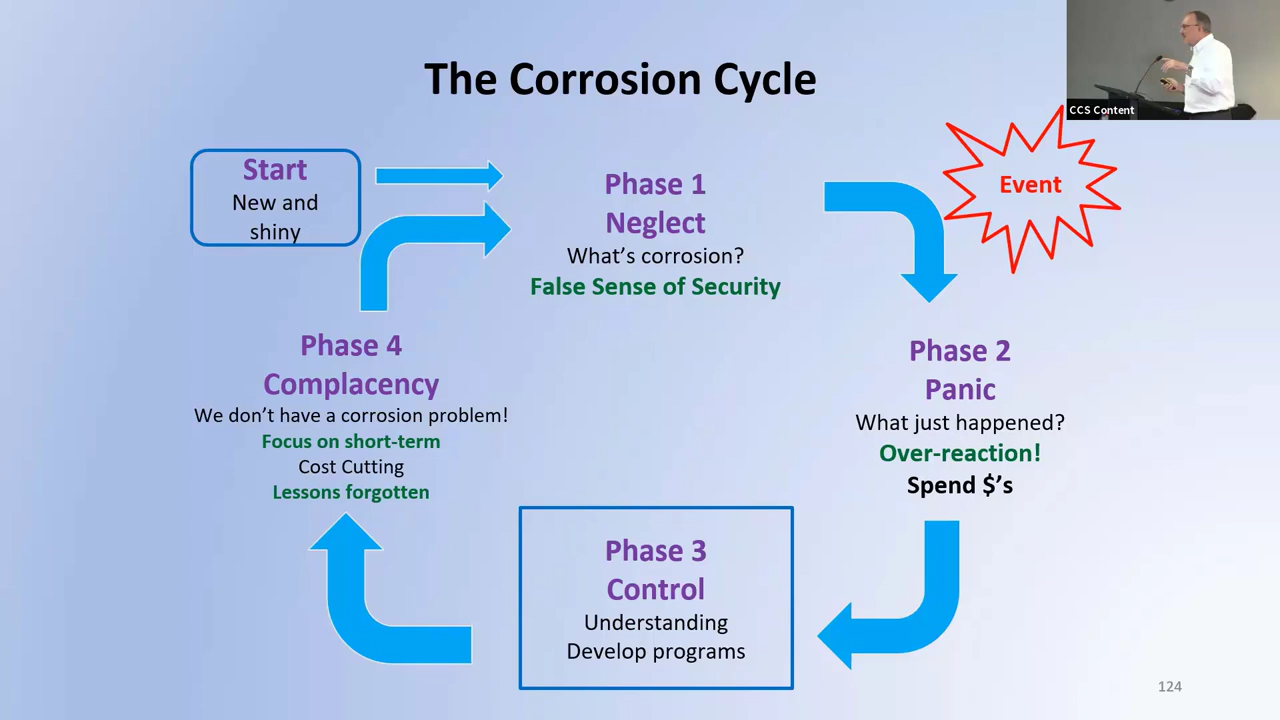 The Corrosion Cycle
CCS Content
Start
New and
shiny
Phase 1
Neglect
What's corrosion?
False Sense of Security
Event
Phase 2
Panic
What just happened?
Over-reaction!
Spend $'s
Phase 3
Control
Understanding
Develop programs
Phase 4
Complacency
We don't have a corrosion problem!
Focus on short-term
Cost Cutting
Lessons forgotten
124